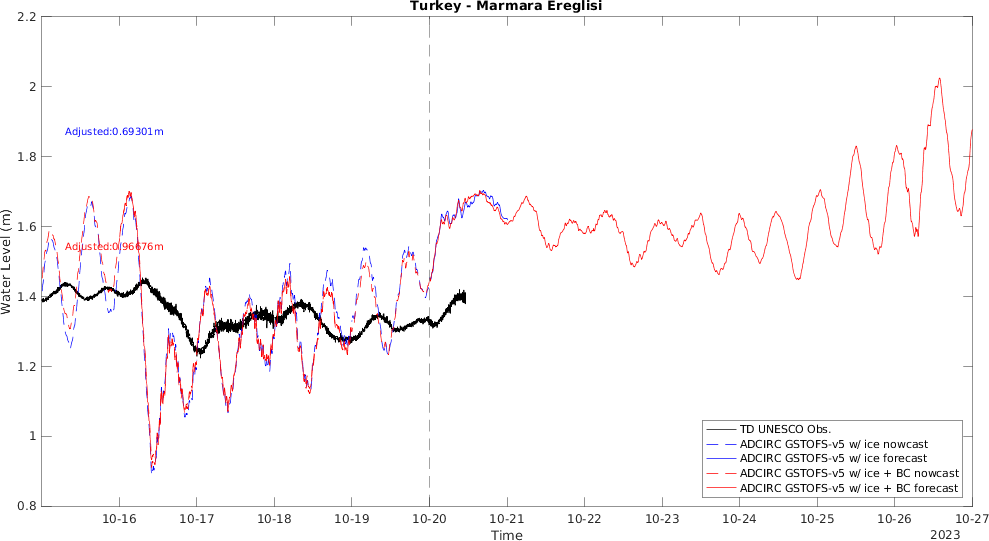 Turkey - Marmara Ereglisi
2.2
2
1.8
1.6
1.4
1.2
1
0.8
Water Level (m)
Adjusted:0.69301m
Adjusted:0.96676m
TD UNESCO Obs.
ADCIRC GSTOFS-v5 w/ ice nowcast
ADCIRC GSTOFS-v5 w/ ice forecast
ADCIRC GSTOFS-v5 w/ ice + BC nowcast
ADCIRC GSTOFS-v5 w/ ice + BC forecast
10-16 10-17 10-18 10-19 10-20 10-21 10-22 10-23 10-24 10-25 10-26 10-27
Time
2023